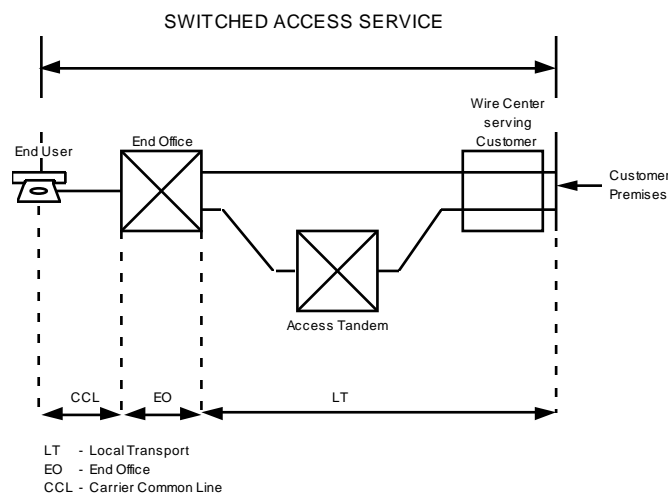 SWITCHED ACCESS SERVICE
Wire Center
serving
Customer
End User
End Office
Customer
Premises
Access Tandem
CCL
EO
LT
LT - Local Transport
EO - End Office
CCL - Carrier Common Line